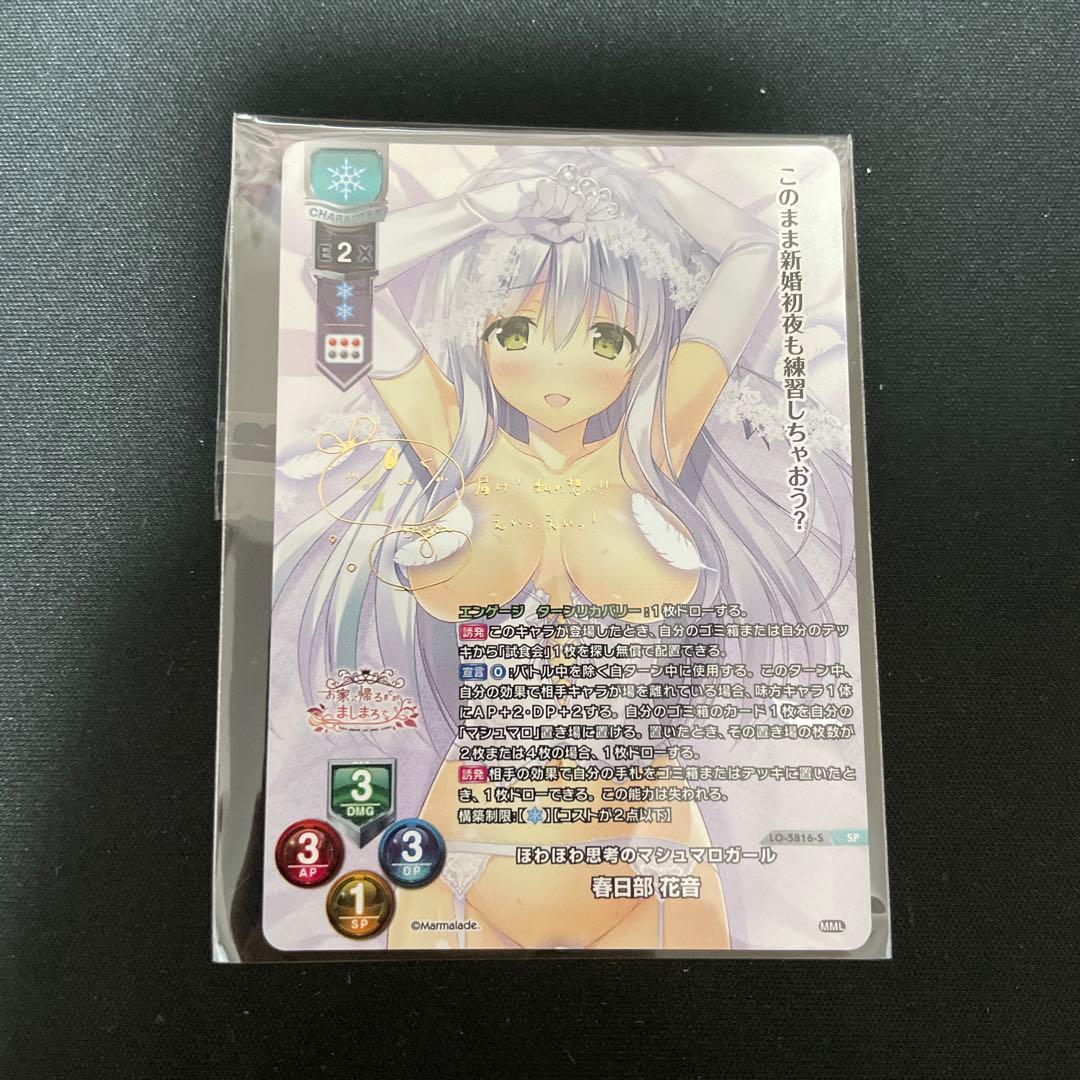 CHARACTER
E 2 X
このまま新婚初夜も練習しちゃおう?
届け!私の想い!!
えいっえいっ!
エンゲージ ターンリカバリー:1枚ドローする。
誘発 このキャラが登場したとき、自分のゴミ箱または自分のデッ
キから「試食会」1枚を探し無償で配置できる。
宣言 0:バトル中を除く自ターン中に使用する。このターン中、
自分の効果で相手キャラが場を離れている場合、味方キャラ1体
にAP+2・DP+2する。自分のゴミ箱のカード1枚を自分の
「マシュマロ」置き場に置ける。置いたとき、その置き場の枚数が
2枚または4枚の場合、1枚ドローする。
誘発 相手の効果で自分の手札をゴミ箱またはデッキに置いたと
き、1枚ドローできる。この能力は失われる。
構築制限:【】【コストが2点以下】
お家に帰るまでが
ましまろです
3
DMG
3
AP
3
DP
1
SP
LO-5816-S SP
ほわほわ思考のマシュマロガール
春日部 花音
©Marmalade.
MML